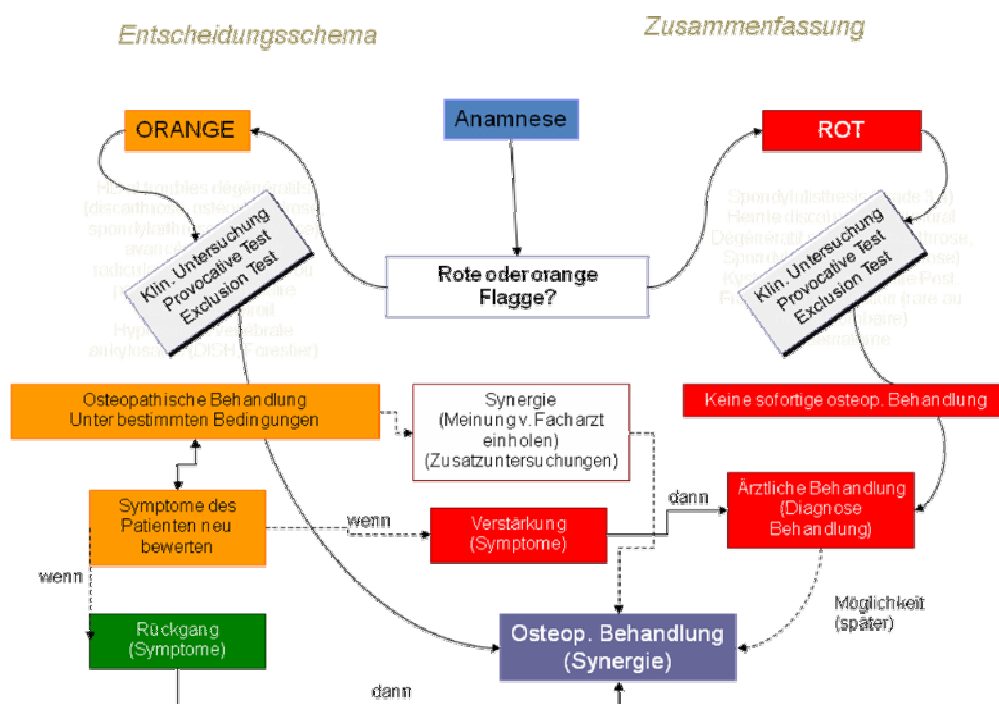 Entscheidungsschema
Zusammenfassung
ORANGE
Anamnese
ROT
Klin. Untersuchung
Provocative Test
Exclusion Test
Rote oder orange
Flagge?
Klin. Untersuchung
Provocative Test
Exclusion Test
ankylosante (DISH, Forestier)
Osteopathische Behandlung
Unter bestimmten Bedingungen
Synergie
(Meinung v. Facharzt
einholen)
(Zusatzuntersuchungen)
Keine sofortige osteop. Behandlung
Symptome des
Patienten neu
bewerten
wenn
Verstärkung
(Symptome)
dann
Ärztliche Behandlung
(Diagnose
Behandlung)
wenn
Rückgang
(Symptome)
Osteop. Behandlung
(Synergie)
Möglichkeit
(später)
dann